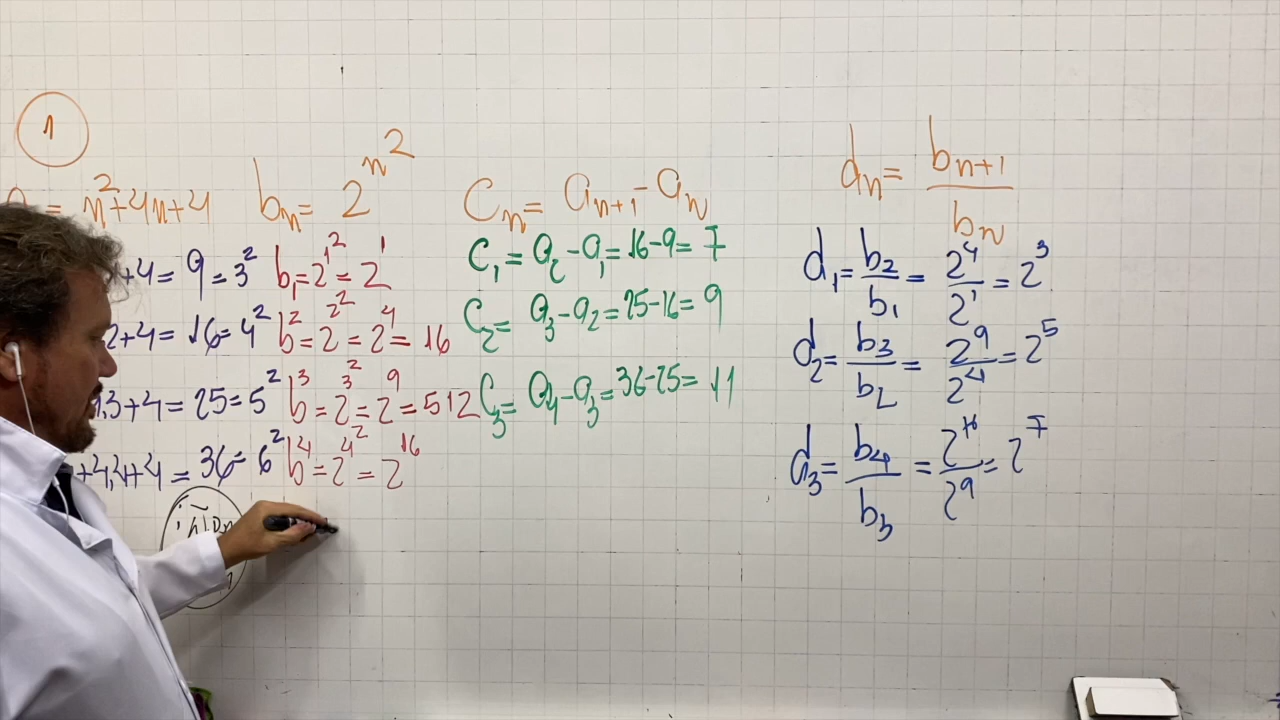 1
= n²+4n+4 bₙ= 2^n² Cₙ= aₙ₊₁-aₙ dₙ= bₙ₊₁/bₙ
+4= 9=3² b₁=2^1²=2¹ C₁=a₂-a₁=16-9=7 d₁=b₂/b₁=2⁴/2¹=2³
2+4= 16=4² b²=2^2²=2⁴=16 C₂=a₃-a₂=25-16=9 d₂=b₃/b₂=2⁹/2⁴=2⁵
3+4= 25=5² b³=2^3²=2⁹=512 C₃=a₄-a₃=36-25=11
+4.4+4=36=6² b⁴=2^4²=2¹⁶ d₃=b₄/b₃=2¹⁶/2⁹=2⁷